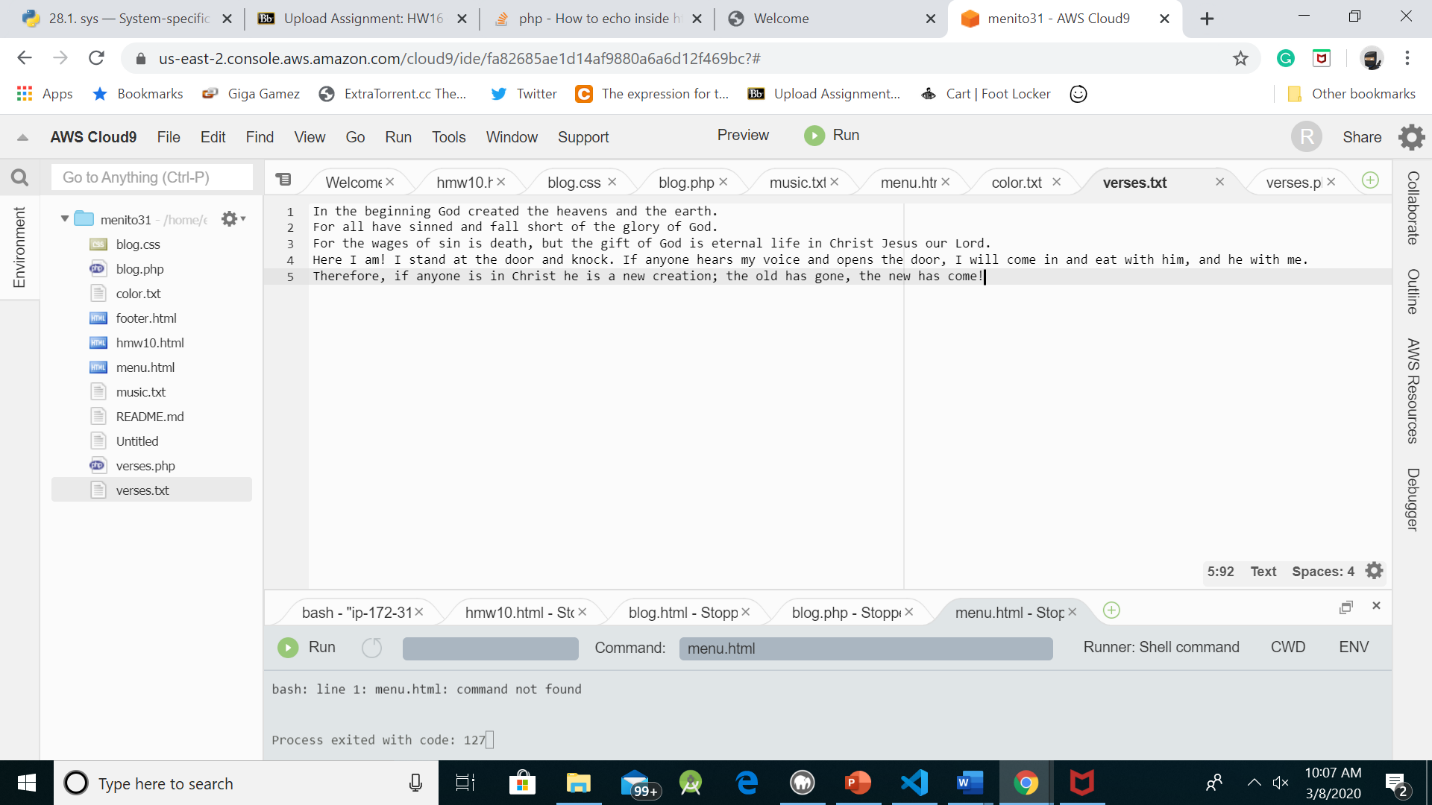 28.1. sys — System-specific
Upload Assignment: HW16
php - How to echo inside h
Welcome
menito31 - AWS Cloud9
us-east-2.console.aws.amazon.com/cloud9/ide/fa82685ae1d14af9880a6a6d12f469bc?#
Apps Bookmarks Giga Gamez ExtraTorrent.cc The... Twitter The expression for t... Upload Assignment... Cart | Foot Locker Other bookmarks
AWS Cloud9 File Edit Find View Go Run Tools Window Support Preview Run R Share
Go to Anything (Ctrl-P)
Welcome hmw10.h blog.css blog.php music.txt menu.htm color.txt verses.txt verses.p
Environment
menito31 - /home/e
blog.css
blog.php
color.txt
footer.html
hmw10.html
menu.html
music.txt
README.md
Untitled
verses.php
verses.txt
1 In the beginning God created the heavens and the earth.
2 For all have sinned and fall short of the glory of God.
3 For the wages of sin is death, but the gift of God is eternal life in Christ Jesus our Lord.
4 Here I am! I stand at the door and knock. If anyone hears my voice and opens the door, I will come in and eat with him, and he with me.
5 Therefore, if anyone is in Christ he is a new creation; the old has gone, the new has come!
5:92 Text Spaces: 4
Collaborate
Outline
AWS Resources
Debugger
bash - "ip-172-31 hmw10.html - Sto blog.html - Stopp blog.php - Stoppe menu.html - Stop
Run Command: menu.html Runner: Shell command CWD ENV
bash: line 1: menu.html: command not found
Process exited with code: 127
Type here to search
99+
10:07 AM
3/8/2020
2